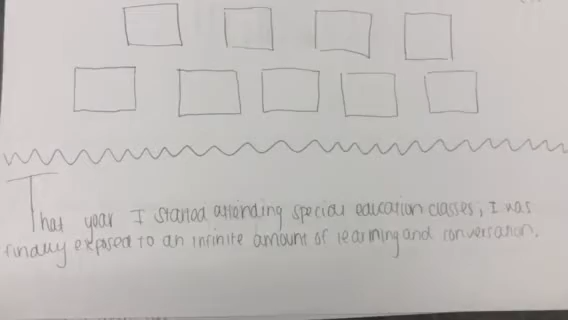 That year I started attending special education classes, I was
finally exposed to an infinite amount of learning and conversation.